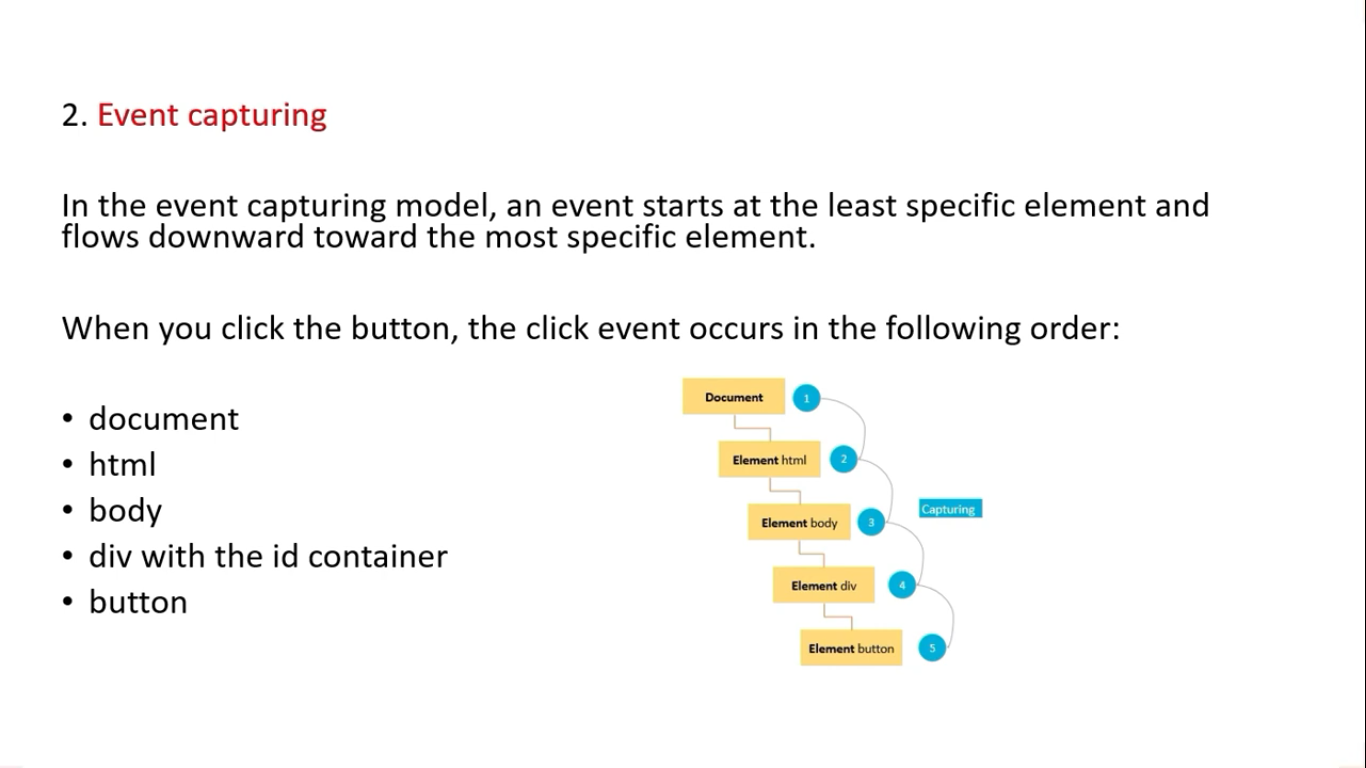 2. Event capturing
In the event capturing model, an event starts at the least specific element and
flows downward toward the most specific element.
When you click the button, the click event occurs in the following order:
• document
• html
• body
• div with the id container
• button
Document 1
Element html 2
Element body 3
Capturing
Element div 4
Element button 5